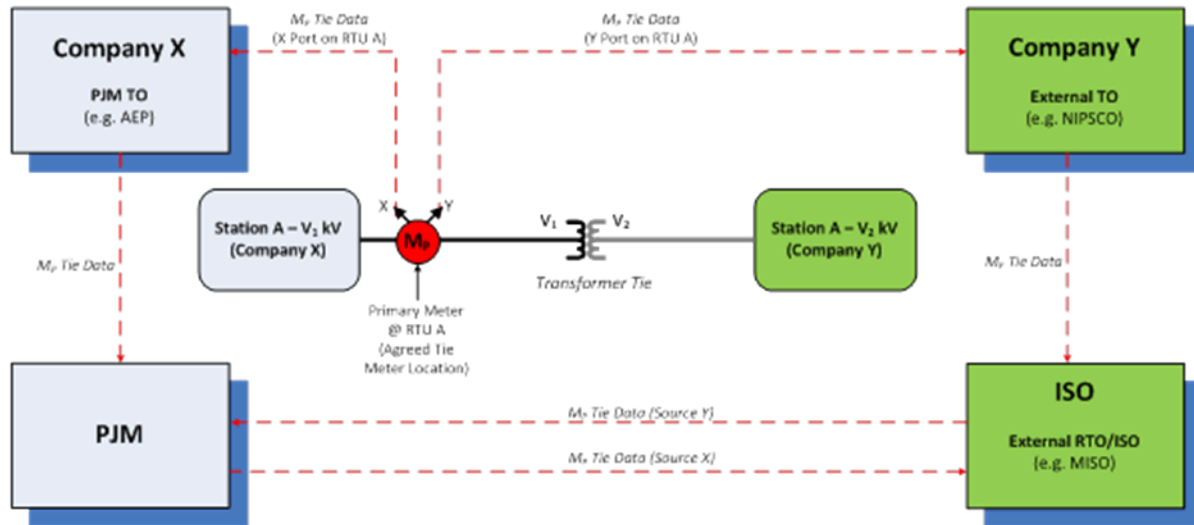 Company X
PJM TO
(e.g. AEP)
Mₚ Tie Data
(X Port on RTU A)
Mₚ Tie Data
(Y Port on RTU A)
Company Y
External TO
(e.g. NIPSCO)
X
Y
Station A – V₁ kV
(Company X)
Mₚ
V₁
V₂
Transformer Tie
Station A – V₂ kV
(Company Y)
Mₚ Tie Data
Mₚ Tie Data
Primary Meter
@ RTU A
(Agreed Tie
Meter Location)
PJM
Mₚ Tie Data (Source Y)
Mₚ Tie Data (Source X)
ISO
External RTO/ISO
(e.g. MISO)